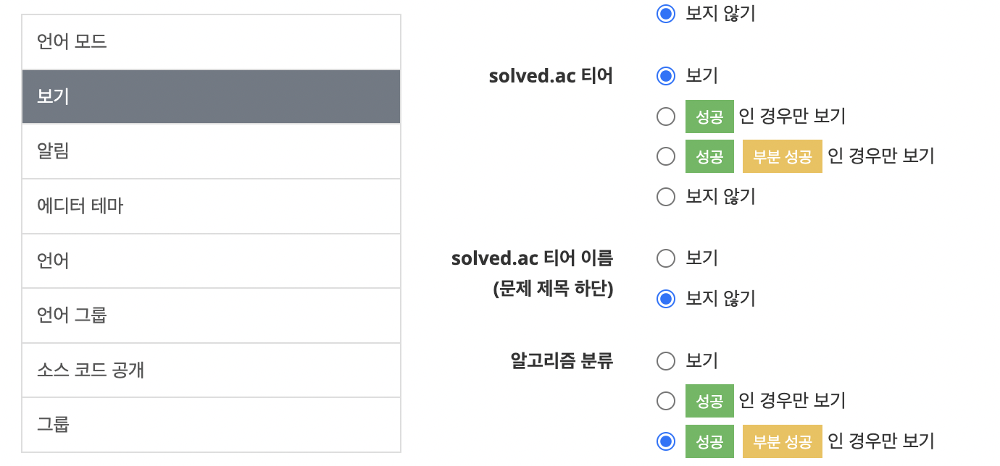 언어 모드
보기
알림
에디터 테마
언어
언어 그룹
소스 코드 공개
그룹
보지 않기
solved.ac 티어
보기
성공 인 경우만 보기
성공 부분 성공 인 경우만 보기
보지 않기
solved.ac 티어 이름
(문제 제목 하단)
보기
보지 않기
알고리즘 분류
보기
성공 인 경우만 보기
성공 부분 성공 인 경우만 보기